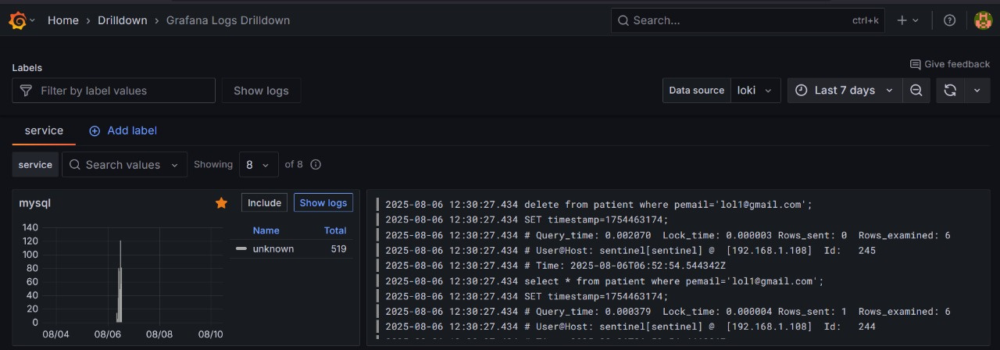 Home > Drilldown > Grafana Logs Drilldown
Search...
ctrl+k
Give feedback
Labels
Filter by label values
Show logs
Data source
loki
Last 7 days
service
Add label
service
Search values
Showing
8
of 8
mysql
Include
Show logs
Name Total
unknown 519
140
120
100
80
60
40
20
0
08/04 08/06 08/08 08/10
2025-08-06 12:30:27.434 delete from patient where pemail='lol1@gmail.com';
2025-08-06 12:30:27.434 SET timestamp=1754463174;
2025-08-06 12:30:27.434 # Query_time: 0.002070  Lock_time: 0.000003 Rows_sent: 0  Rows_examined: 6
2025-08-06 12:30:27.434 # User@Host: sentinel[sentinel] @  [192.168.1.108]  Id:   245
2025-08-06 12:30:27.434 # Time: 2025-08-06T06:52:54.544342Z
2025-08-06 12:30:27.434 select * from patient where pemail='lol1@gmail.com';
2025-08-06 12:30:27.434 SET timestamp=1754463174;
2025-08-06 12:30:27.434 # Query_time: 0.000379  Lock_time: 0.000004 Rows_sent: 1  Rows_examined: 6
2025-08-06 12:30:27.434 # User@Host: sentinel[sentinel] @  [192.168.1.108]  Id:   244